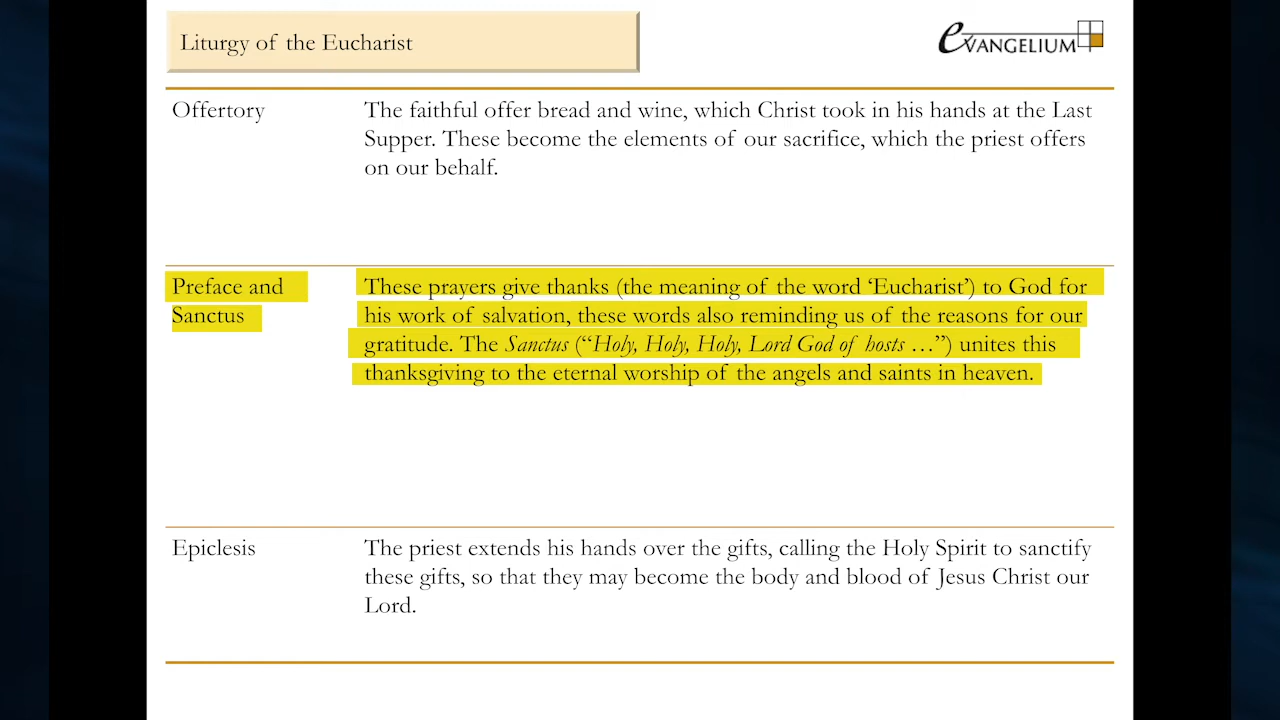 Liturgy of the Eucharist
eVANGELIUM
Offertory
The faithful offer bread and wine, which Christ took in his hands at the Last
Supper. These become the elements of our sacrifice, which the priest offers
on our behalf.
Preface and
Sanctus
These prayers give thanks (the meaning of the word ‘Eucharist’) to God for
his work of salvation, these words also reminding us of the reasons for our
gratitude. The Sanctus (“Holy, Holy, Holy, Lord God of hosts …”) unites this
thanksgiving to the eternal worship of the angels and saints in heaven.
Epiclesis
The priest extends his hands over the gifts, calling the Holy Spirit to sanctify
these gifts, so that they may become the body and blood of Jesus Christ our
Lord.